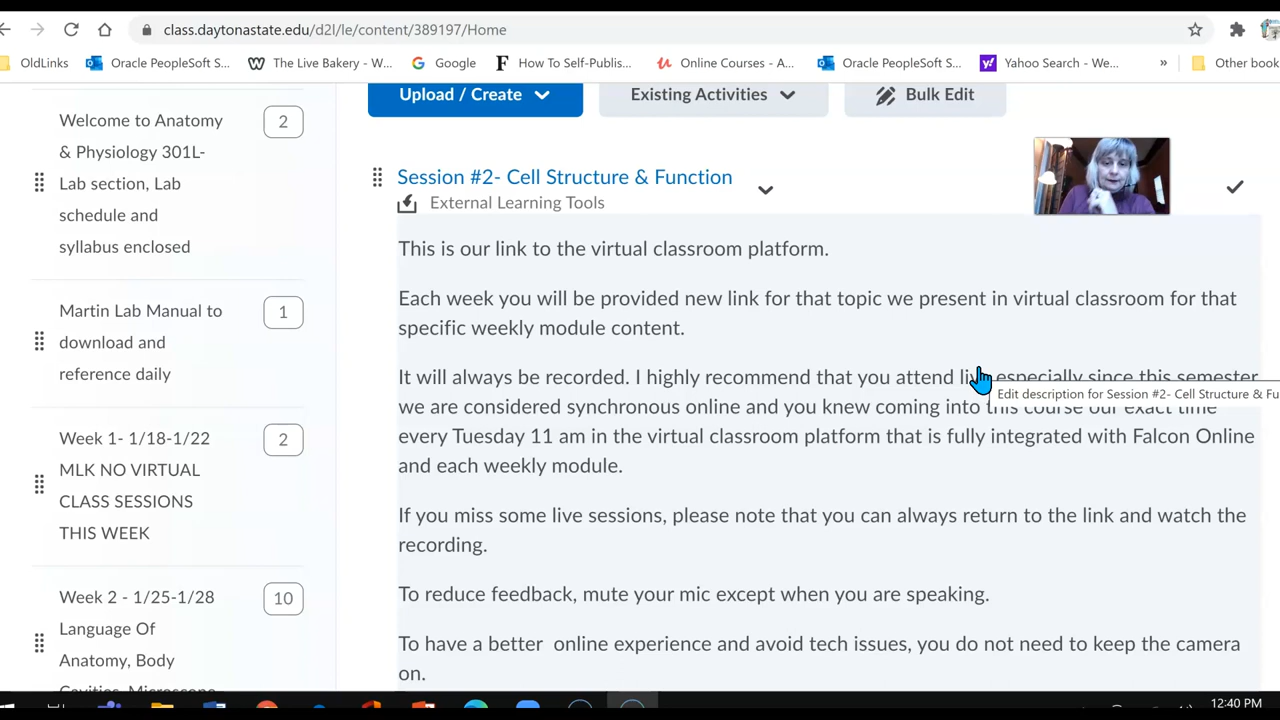 class.daytonastate.edu/d2l/le/content/389197/Home
OldLinks
Oracle PeopleSoft S...
The Live Bakery - W...
Google
How To Self-Publis...
Online Courses - A...
Oracle PeopleSoft S...
Yahoo Search - We...
»
Other book
Upload / Create
Existing Activities
Bulk Edit
Welcome to Anatomy
& Physiology 301L-
Lab section, Lab
schedule and
syllabus enclosed
2
Martin Lab Manual to
download and
reference daily
1
Week 1- 1/18-1/22
MLK NO VIRTUAL
CLASS SESSIONS
THIS WEEK
2
Week 2 - 1/25-1/28
Language Of
Anatomy, Body
Cavities, Microscope
10
Session #2- Cell Structure & Function
External Learning Tools
This is our link to the virtual classroom platform.
Each week you will be provided new link for that topic we present in virtual classroom for that
specific weekly module content.
It will always be recorded. I highly recommend that you attend live especially since this semester
Edit description for Session #2- Cell Structure & Fu
we are considered synchronous online and you knew coming into this course our exact time
every Tuesday 11 am in the virtual classroom platform that is fully integrated with Falcon Online
and each weekly module.
If you miss some live sessions, please note that you can always return to the link and watch the
recording.
To reduce feedback, mute your mic except when you are speaking.
To have a better online experience and avoid tech issues, you do not need to keep the camera
on.
12:40 PM